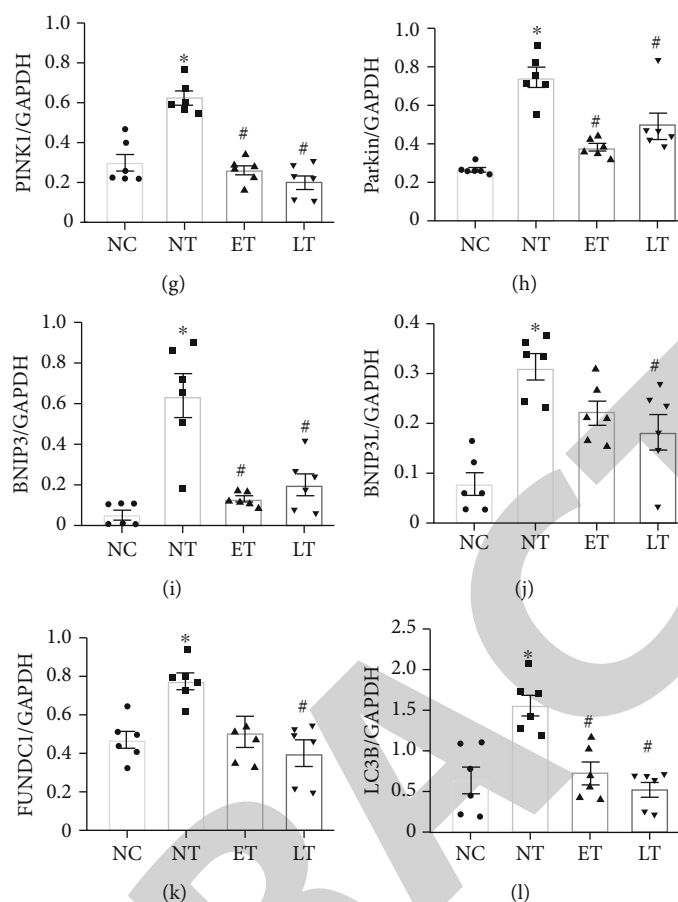 1.0
0.8
0.6
0.4
0.2
0
PINK1/GAPDH
*
#
#
NC NT ET LT
(g)
1.0
0.8
0.6
0.4
0.2
0
Parkin/GAPDH
*
#
#
NC NT ET LT
(h)
1.0
0.8
0.6
0.4
0.2
0
BNIP3/GAPDH
*
#
#
NC NT ET LT
(i)
0.4
0.3
0.2
0.1
0
BNIP3L/GAPDH
*
#
NC NT ET LT
(j)
1.0
0.8
0.6
0.4
0.2
0
FUNDC1/GAPDH
*
#
NC NT ET LT
(k)
2.5
2.0
1.5
1.0
0.5
0.0
LC3B/GAPDH
*
#
#
NC NT ET LT
(l)